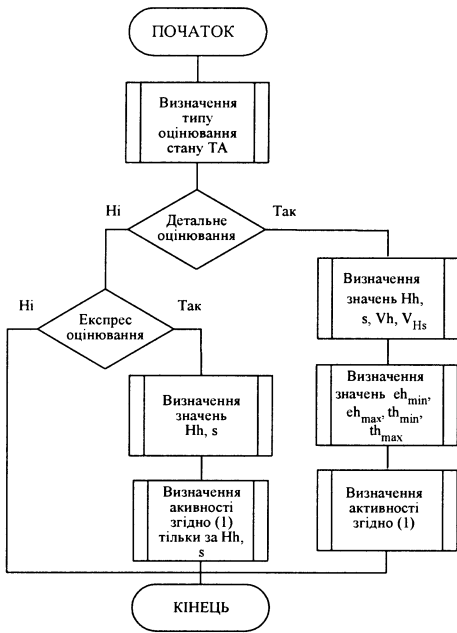 ПОЧАТОК
Визначення
типу
оцінювання
стану ТА
Ні
Так
Детальне
оцінювання
Визначення
значень Hh,
s, Vh, V_Hs
Ні
Так
Експрес
оцінювання
Визначення
значень eh_min,
eh_max, th_min,
th_max
Визначення
значень
Hh, s
Визначення
активності
згідно (1)
Визначення
акивності
згідно (1)
тільки за Hh,
s
КІНЕЦЬ